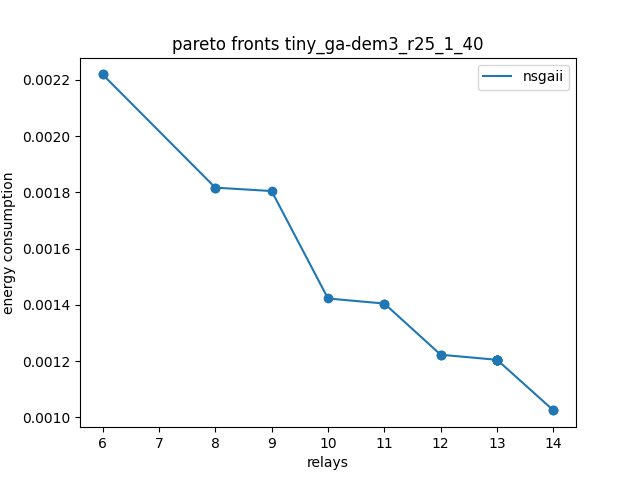 pareto fronts tiny_ga-dem3_r25_1_40
nsgaii
energy consumption
0.0022
0.0020
0.0018
0.0016
0.0014
0.0012
0.0010
6 7 8 9 10 11 12 13 14
relays